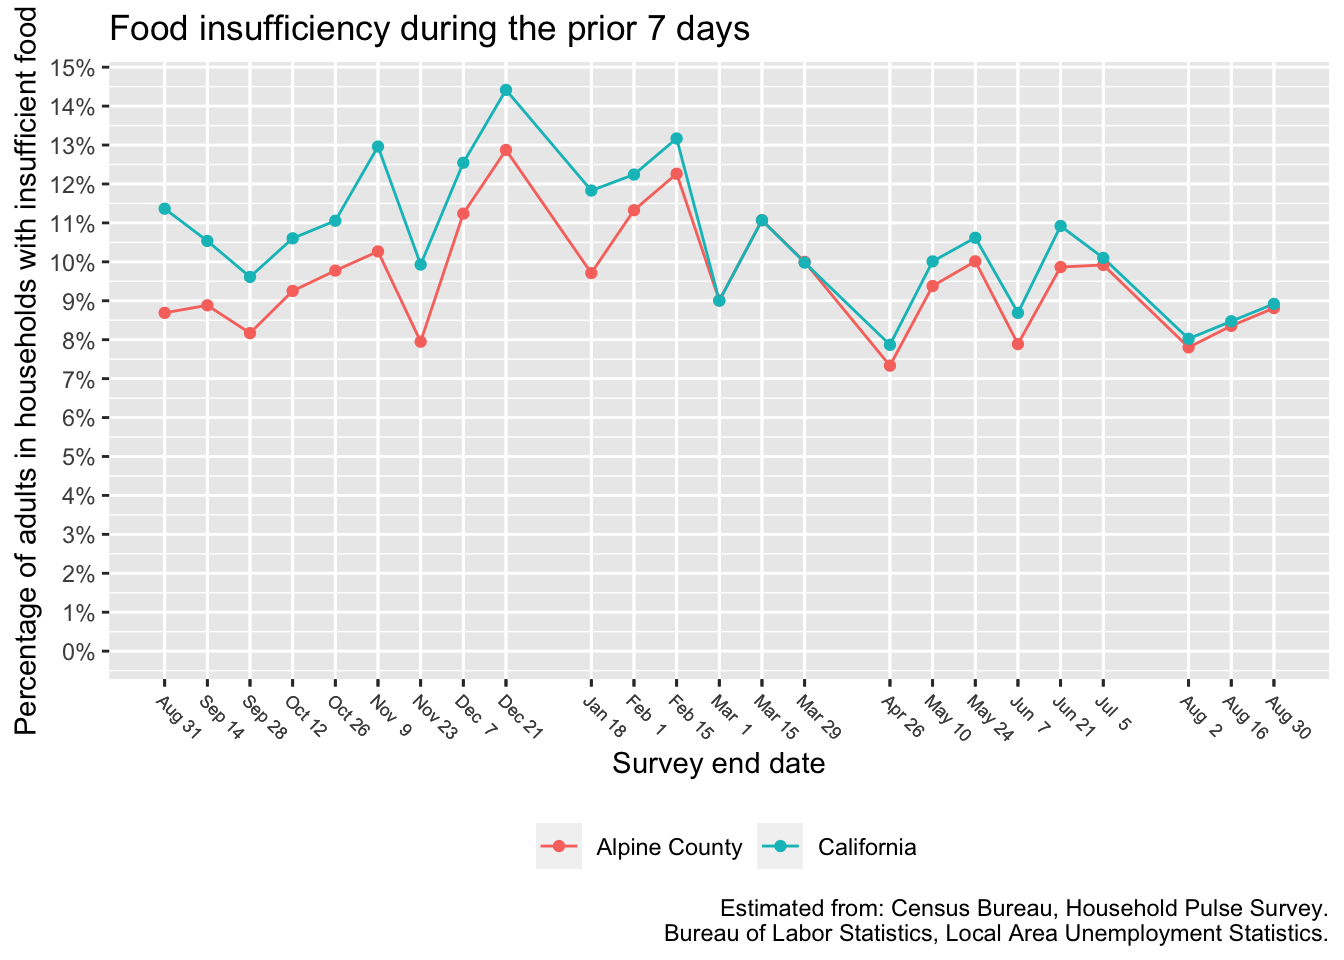 Food insufficiency during the prior 7 days
Percentage of adults in households with insufficient food
15%
14%
13%
12%
11%
10%
9%
8%
7%
6%
5%
4%
3%
2%
1%
0%
Aug 31
Sep 14
Sep 28
Oct 12
Oct 26
Nov 9
Nov 23
Dec 7
Dec 21
Jan 18
Feb 1
Feb 15
Mar 1
Mar 15
Mar 29
Apr 26
May 10
May 24
Jun 7
Jun 21
Jul 5
Aug 2
Aug 16
Aug 30
Survey end date
Alpine County
California
Estimated from: Census Bureau, Household Pulse Survey.
Bureau of Labor Statistics, Local Area Unemployment Statistics.